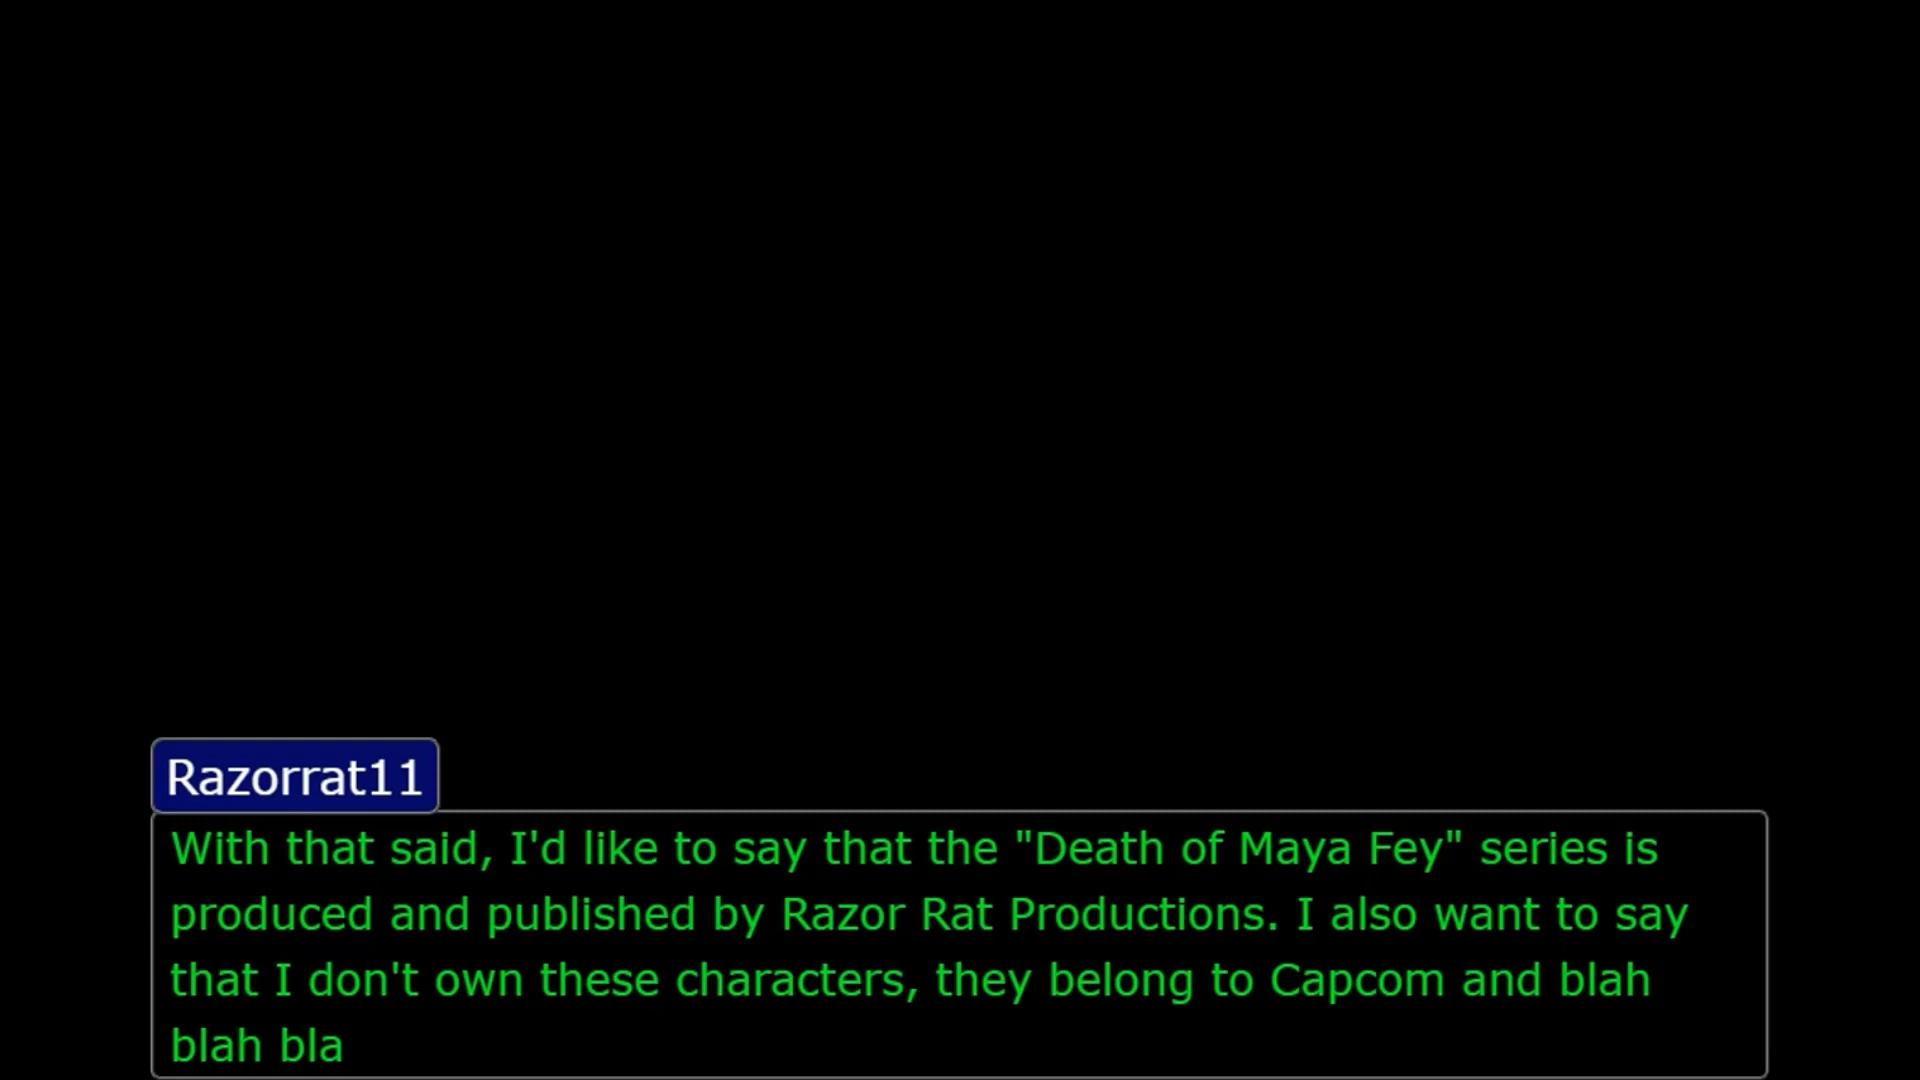 Razorrat11
With that said, I'd like to say that the "Death of Maya Fey" series is
produced and published by Razor Rat Productions. I also want to say
that I don't own these characters, they belong to Capcom and blah
blah bla